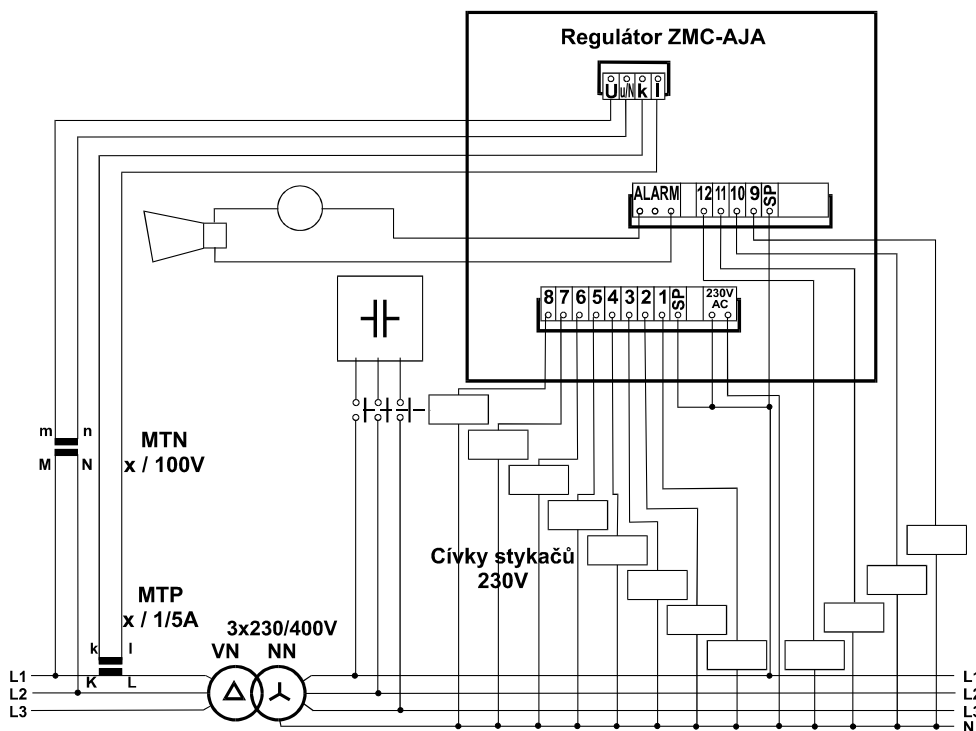 Regulátor ZMC-AJA
U u/N k l
ALARM 12 11 10 9 SP
8 7 6 5 4 3 2 1 SP 230V
AC
m n
M N
MTN
x / 100V
Cívky stykačů
230V
MTP
x / 1/5A
3x230/400V
VN NN
k l
K L
L1 L1
L2 L2
L3 L3
N